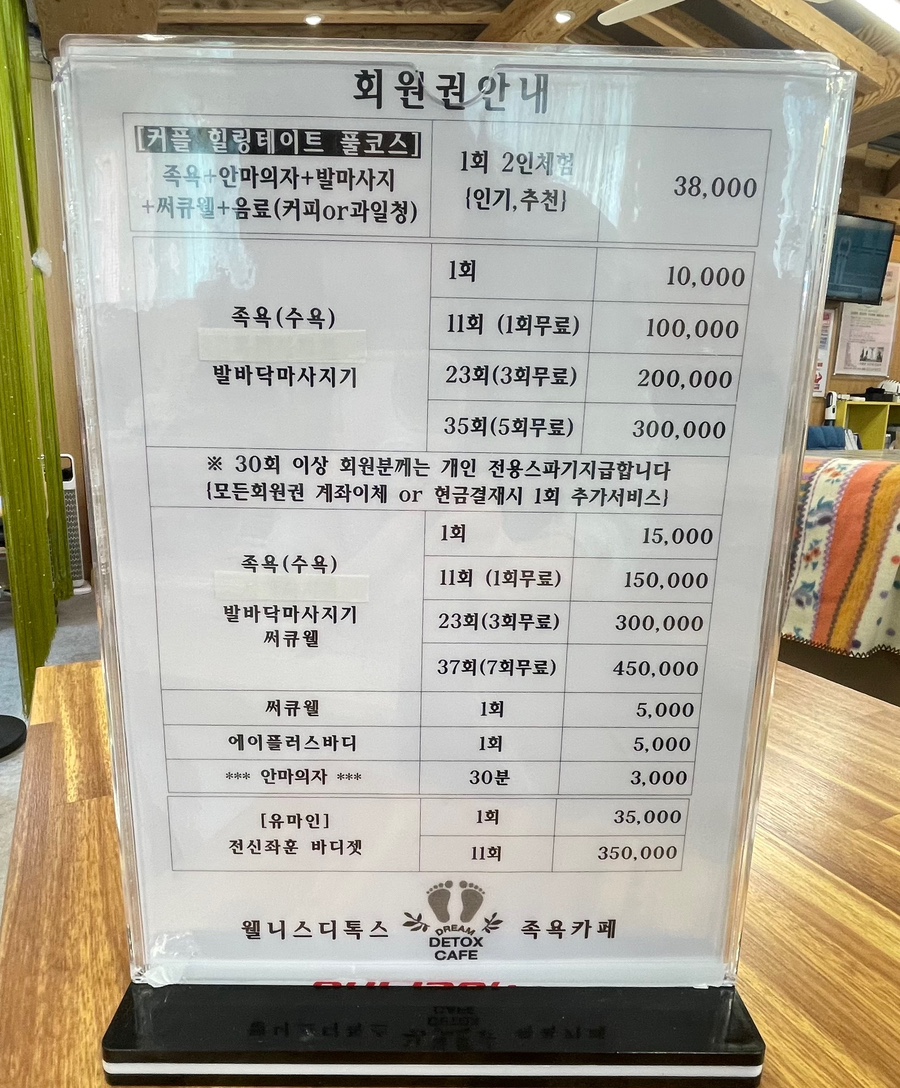 회원권안내
[커플 힐링데이트 풀코스]
족욕+안마의자+발마사지
+써큐웰+음료(커피or과일청)
1회 2인체험
{인기,추천}
38,000
족욕(수욕)
발바닥마사지기
1회 10,000
11회 (1회무료) 100,000
23회(3회무료) 200,000
35회(5회무료) 300,000
※ 30회 이상 회원분께는 개인 전용스파기지급합니다
{모든회원권 계좌이체 or 현금결재시 1회 추가서비스}
족욕(수욕)
발바닥마사지기
써큐웰
1회 15,000
11회 (1회무료) 150,000
23회(3회무료) 300,000
37회(7회무료) 450,000
써큐웰 1회 5,000
에이플러스바디 1회 5,000
*** 안마의자 *** 30분 3,000
[유마인]
전신좌훈 바디젯
1회 35,000
11회 350,000
웰니스디톡스
DREAM
DETOX
CAFE
족욕카페